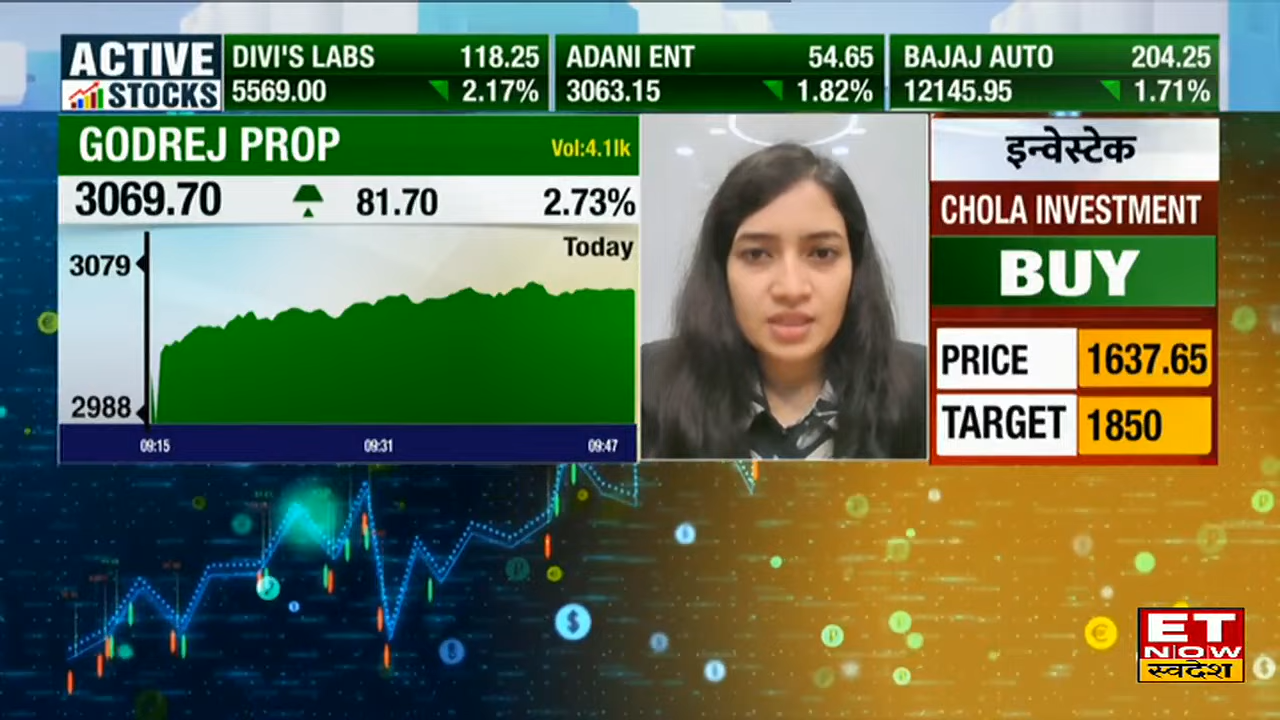 ACTIVE
STOCKS
DIVI'S LABS 118.25
5569.00 2.17%
ADANI ENT 54.65
3063.15 1.82%
BAJAJ AUTO 204.25
12145.95 1.71%
GODREJ PROP Vol:4.1lk
3069.70 81.70 2.73%
Today
3079
2988
09:15 09:31 09:47
इन्वेस्टेक
CHOLA INVESTMENT
BUY
PRICE 1637.65
TARGET 1850
ET
NOW
स्वदेश